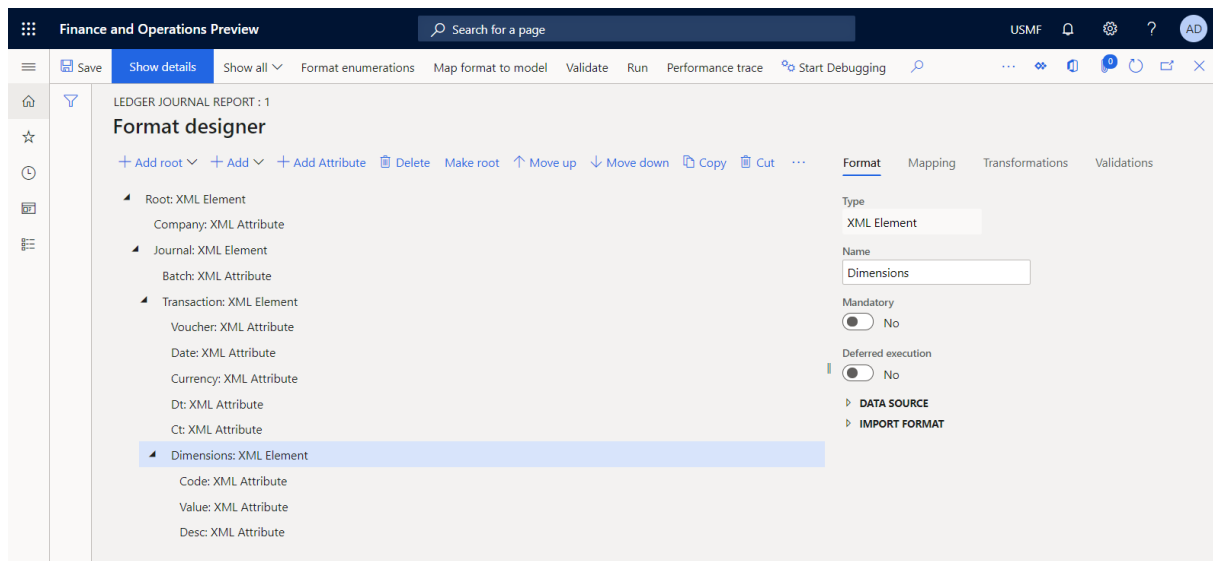 Finance and Operations Preview
Search for a page
USMF
AD
Save
Show details
Show all
Format enumerations
Map format to model
Validate
Run
Performance trace
Start Debugging
0
LEDGER JOURNAL REPORT : 1
Format designer
Add root
Add
Add Attribute
Delete
Make root
Move up
Move down
Copy
Cut
Root: XML Element
Company: XML Attribute
Journal: XML Element
Batch: XML Attribute
Transaction: XML Element
Voucher: XML Attribute
Date: XML Attribute
Currency: XML Attribute
Dt: XML Attribute
Ct: XML Attribute
Dimensions: XML Element
Code: XML Attribute
Value: XML Attribute
Desc: XML Attribute
Format
Mapping
Transformations
Validations
Type
XML Element
Name
Dimensions
Mandatory
No
Deferred execution
No
DATA SOURCE
IMPORT FORMAT